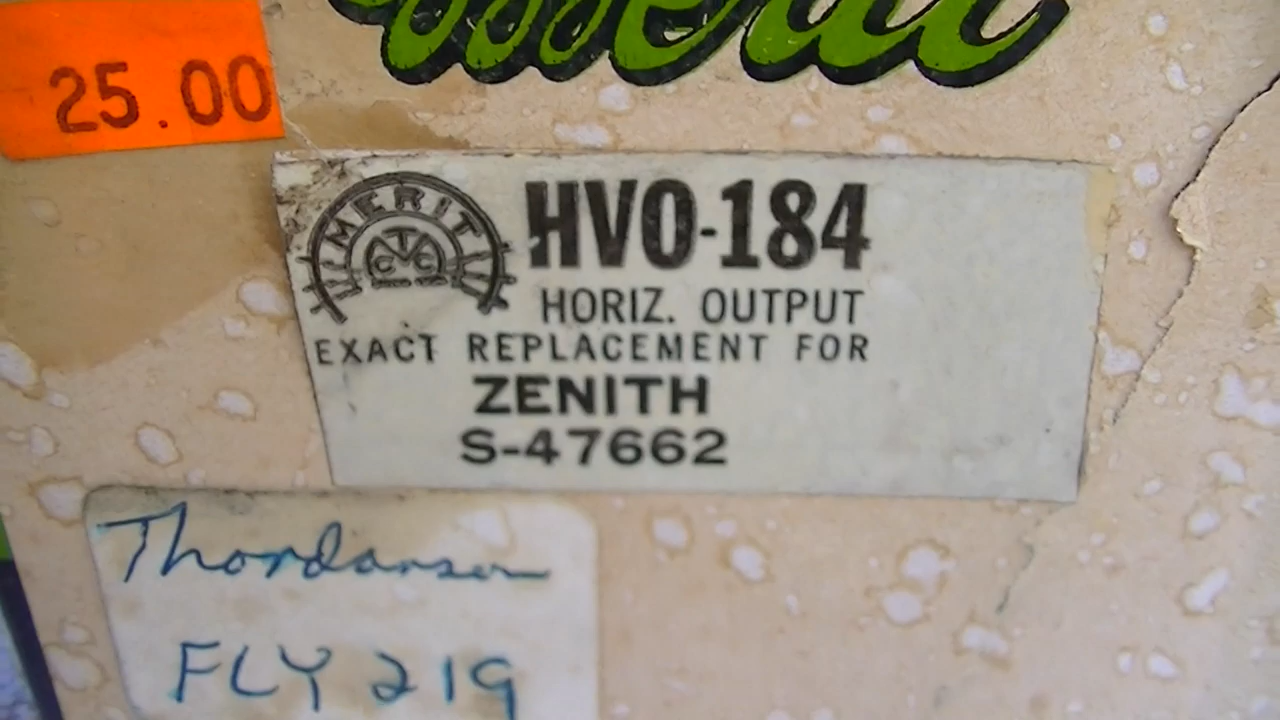 25.00
MERIT
CTC
HVO-184
HORIZ. OUTPUT
EXACT REPLACEMENT FOR
ZENITH
S-47662
Thordarson
FLY 219